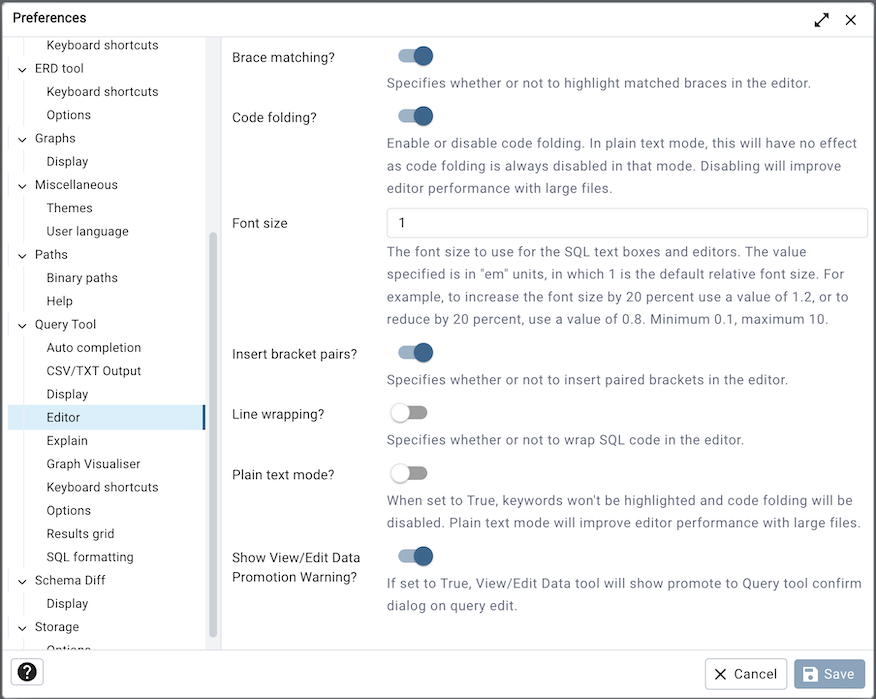 Preferences
Keyboard shortcuts
ERD tool
Keyboard shortcuts
Options
Graphs
Display
Miscellaneous
Themes
User language
Paths
Binary paths
Help
Query Tool
Auto completion
CSV/TXT Output
Display
Editor
Explain
Graph Visualiser
Keyboard shortcuts
Options
Results grid
SQL formatting
Schema Diff
Display
Storage
Options
Brace matching?
Specifies whether or not to highlight matched braces in the editor.
Code folding?
Enable or disable code folding. In plain text mode, this will have no effect
as code folding is always disabled in that mode. Disabling will improve
editor performance with large files.
Font size
1
The font size to use for the SQL text boxes and editors. The value
specified is in "em" units, in which 1 is the default relative font size. For
example, to increase the font size by 20 percent use a value of 1.2, or to
reduce by 20 percent, use a value of 0.8. Minimum 0.1, maximum 10.
Insert bracket pairs?
Specifies whether or not to insert paired brackets in the editor.
Line wrapping?
Specifies whether or not to wrap SQL code in the editor.
Plain text mode?
When set to True, keywords won't be highlighted and code folding will be
disabled. Plain text mode will improve editor performance with large files.
Show View/Edit Data
Promotion Warning?
If set to True, View/Edit Data tool will show promote to Query tool confirm
dialog on query edit.
?
Cancel
Save